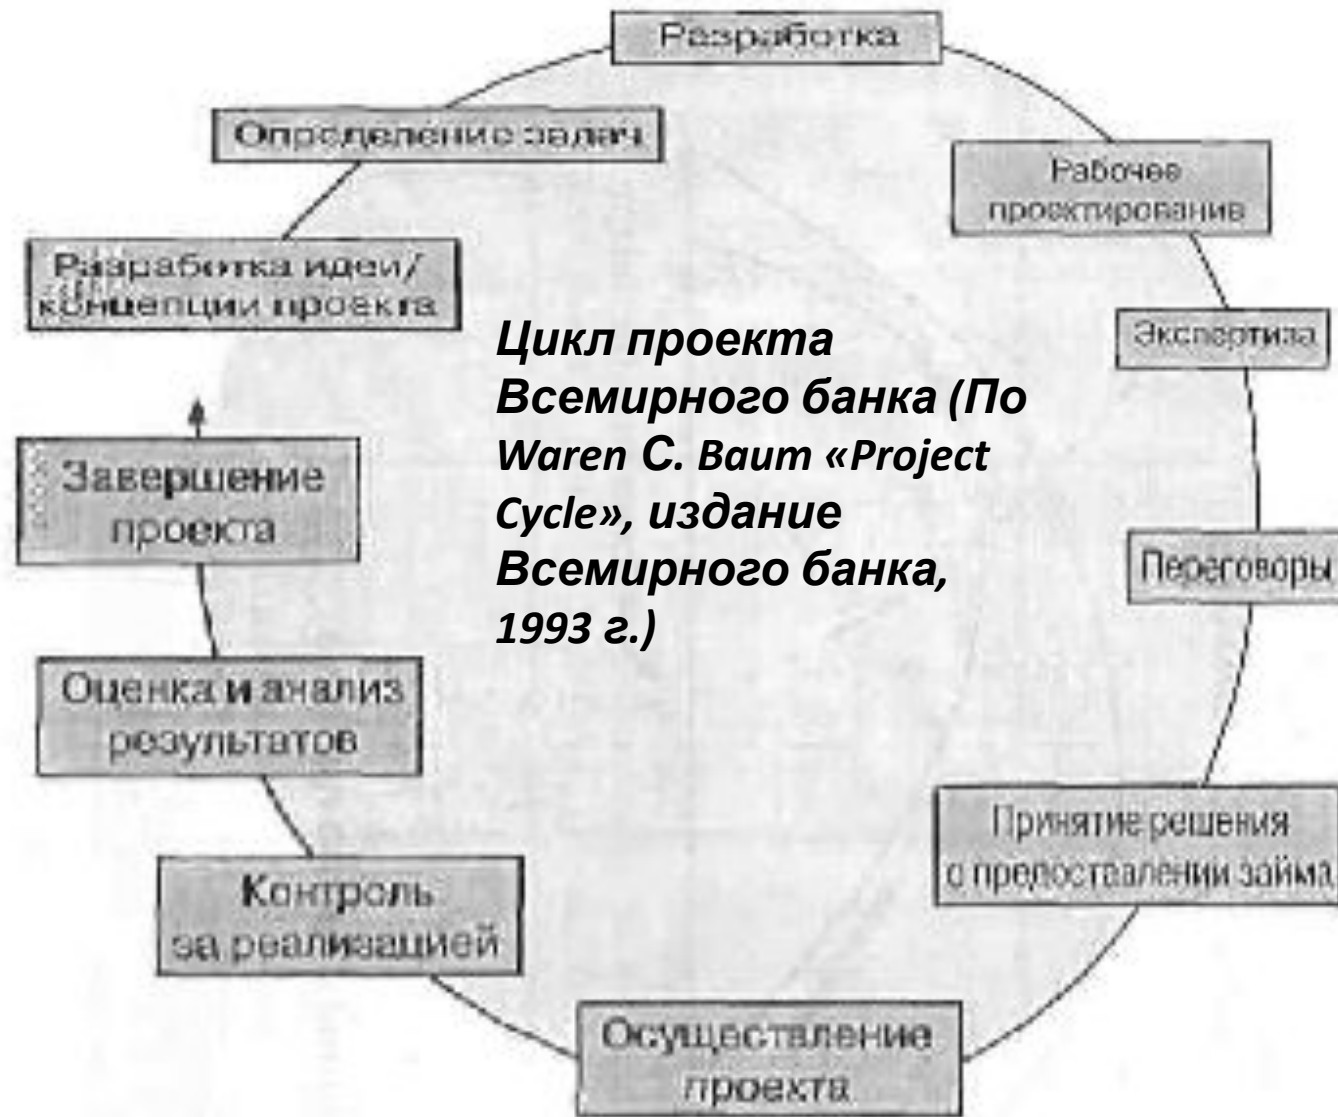 Разработка
Определение задач
Рабочее
проектирование
Разработка идеи/
концепции проекта
Экспертиза
Цикл проекта
Всемирного банка (По
Waren С. Baum «Project
Cycle», издание
Всемирного банка,
1993 г.)
Завершение
проекта
Переговоры
Оценка и анализ
результатов
Принятие решения
о предоставлении займа
Контроль
за реализацией
Осуществление
проекта